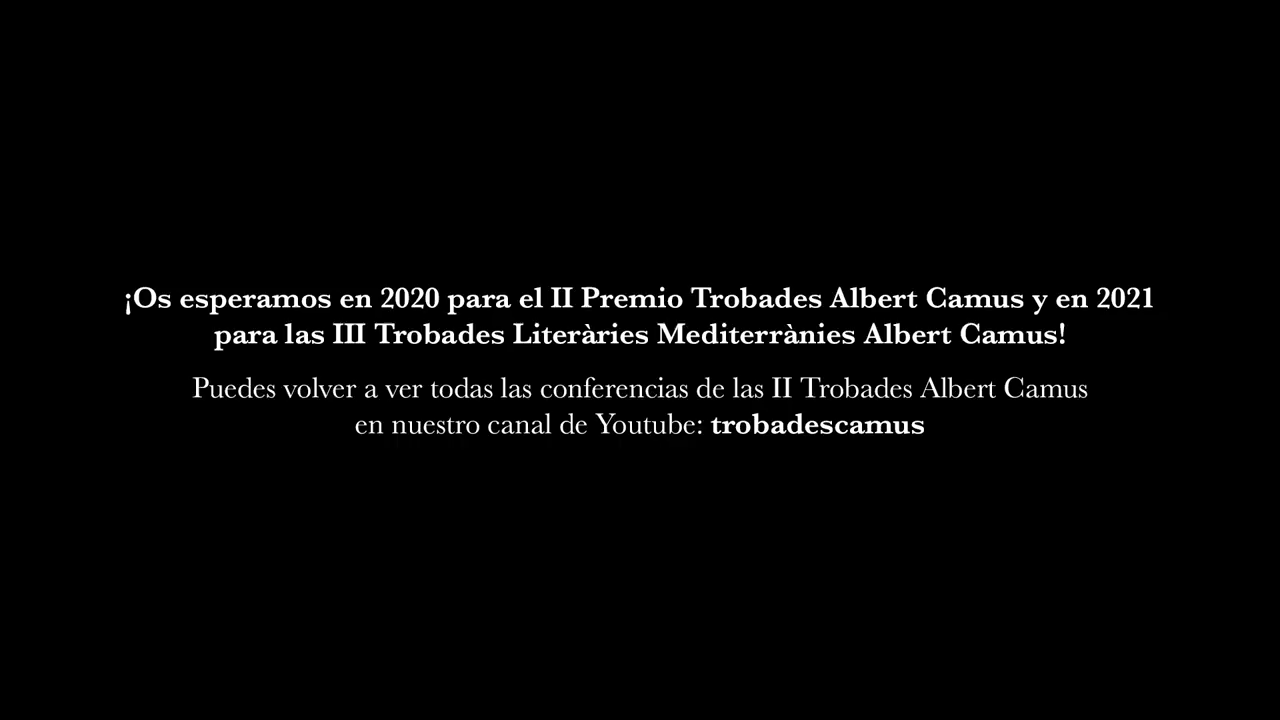 ¡Os esperamos en 2020 para el II Premio Trobades Albert Camus y en 2021
para las III Trobades Literàries Mediterrànies Albert Camus!
Puedes volver a ver todas las conferencias de las II Trobades Albert Camus
en nuestro canal de Youtube: trobadescamus